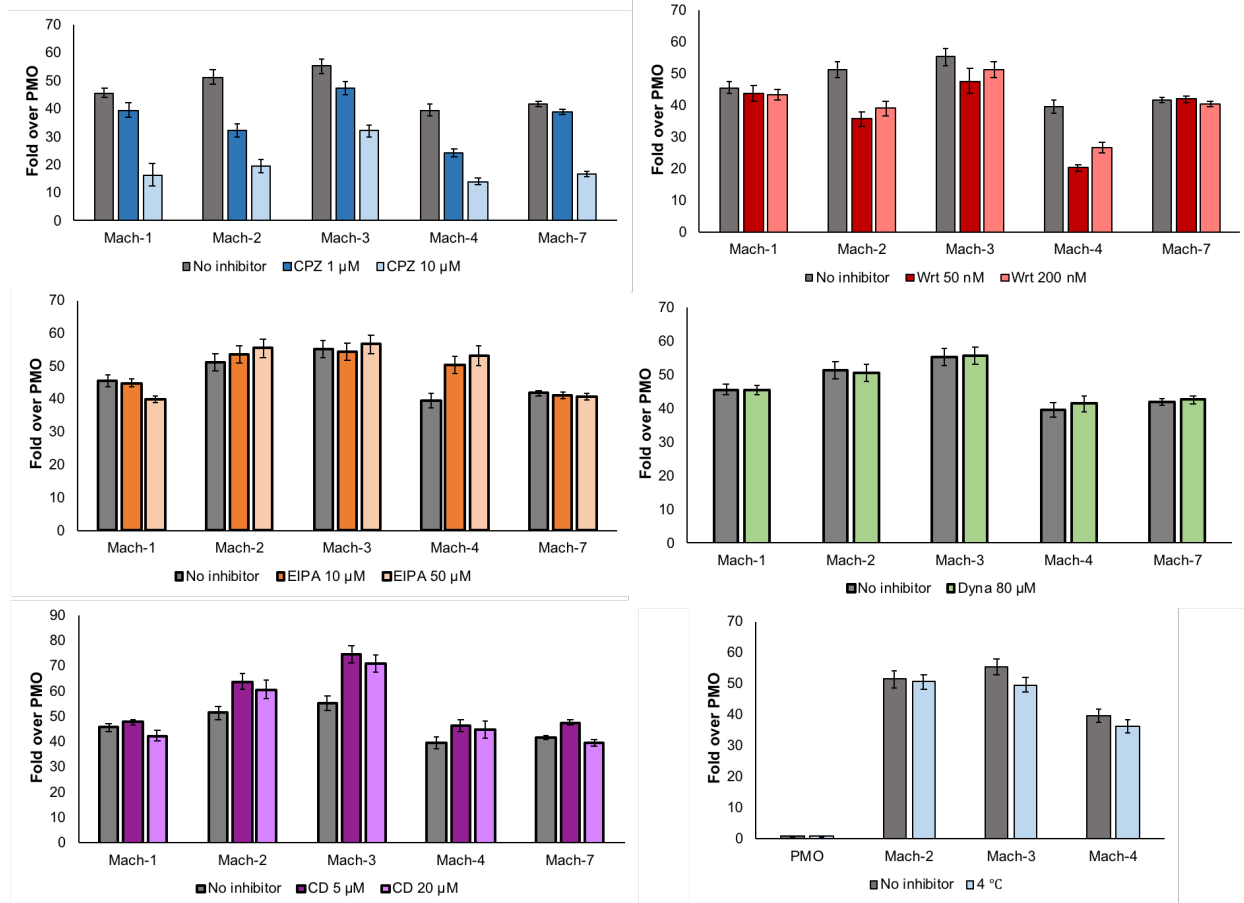 Fold over PMO
70
60
50
40
30
20
10
0
Mach-1 Mach-2 Mach-3 Mach-4 Mach-7
No inhibitor CPZ 1 µM CPZ 10 µM
Fold over PMO
70
60
50
40
30
20
10
0
Mach-1 Mach-2 Mach-3 Mach-4 Mach-7
No inhibitor Wrt 50 nM Wrt 200 nM
Fold over PMO
70
60
50
40
30
20
10
0
Mach-1 Mach-2 Mach-3 Mach-4 Mach-7
No inhibitor EIPA 10 µM EIPA 50 µM
Fold over PMO
70
60
50
40
30
20
10
0
Mach-1 Mach-2 Mach-3 Mach-4 Mach-7
No inhibitor Dyna 80 µM
Fold over PMO
90
80
70
60
50
40
30
20
10
0
Mach-1 Mach-2 Mach-3 Mach-4 Mach-7
No inhibitor CD 5 µM CD 20 µM
Fold over PMO
70
60
50
40
30
20
10
0
PMO Mach-2 Mach-3 Mach-4
No inhibitor 4 °C